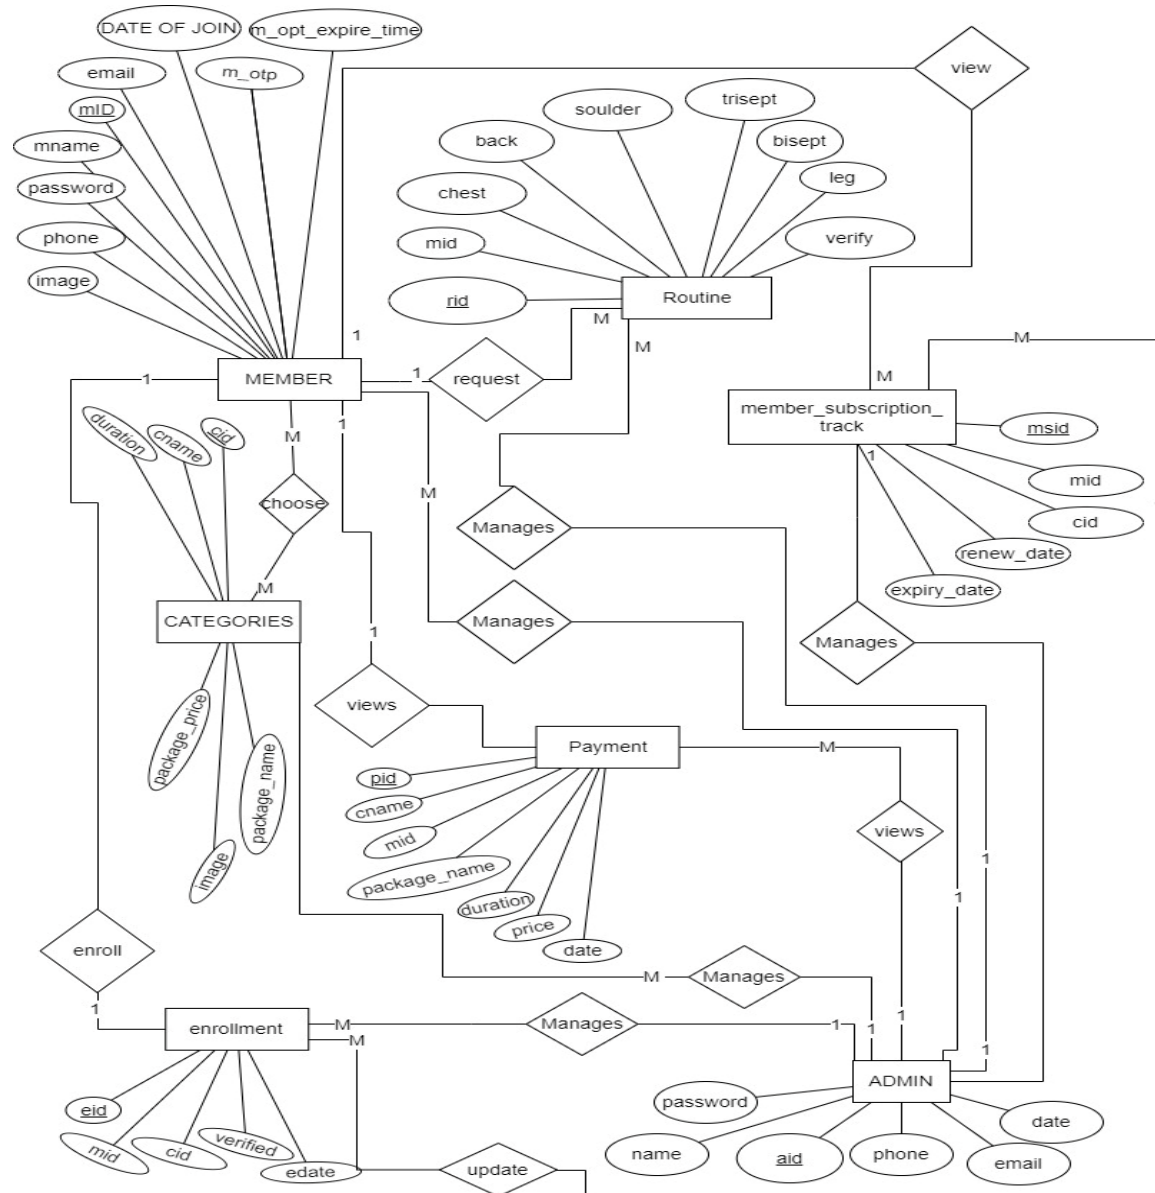 DATE OF JOIN
m_opt_expire_time
email
m_otp
view
mID
soulder
trisept
mname
back
bisept
password
chest
leg
phone
mid
verify
image
rid
Routine
M
1
M
M
MEMBER
1
request
M
1
member_subscription_
track
1
duration
cname
cid
M
msid
1
mid
choose
M
cid
Manages
renew_date
expiry_date
M
CATEGORIES
Manages
Manages
1
package_price
views
Payment
M
package_name
pid
cname
mid
views
image
package_name
1
duration
1
price
enroll
date
M
Manages
1
enrollment
M
Manages
1
1
1
M
1
ADMIN
eid
password
date
mid
cid
verified
edate
name
aid
phone
email
update